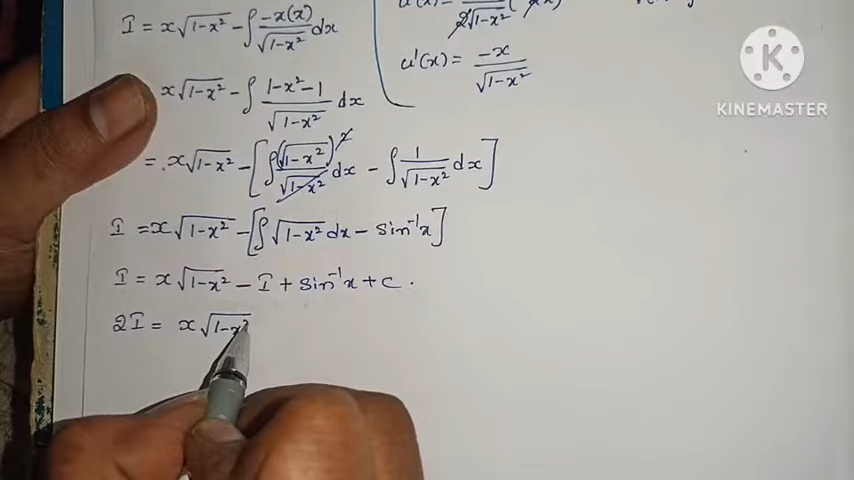 I = x√(1-x²) - ∫ -x(x)/√(1-x²) dx
x√(1-x²) - ∫ (1-x²-1)/√(1-x²) dx
= x√(1-x²) - [∫ (√(1-x²))²/√(1-x²) dx - ∫ 1/√(1-x²) dx]
I = x√(1-x²) - [∫ √(1-x²) dx - sin⁻¹x]
I = x√(1-x²) - I + sin⁻¹x + c.
2I = x√(1-x²)
u'(x) = -x/√(1-x²)
KINEMASTER